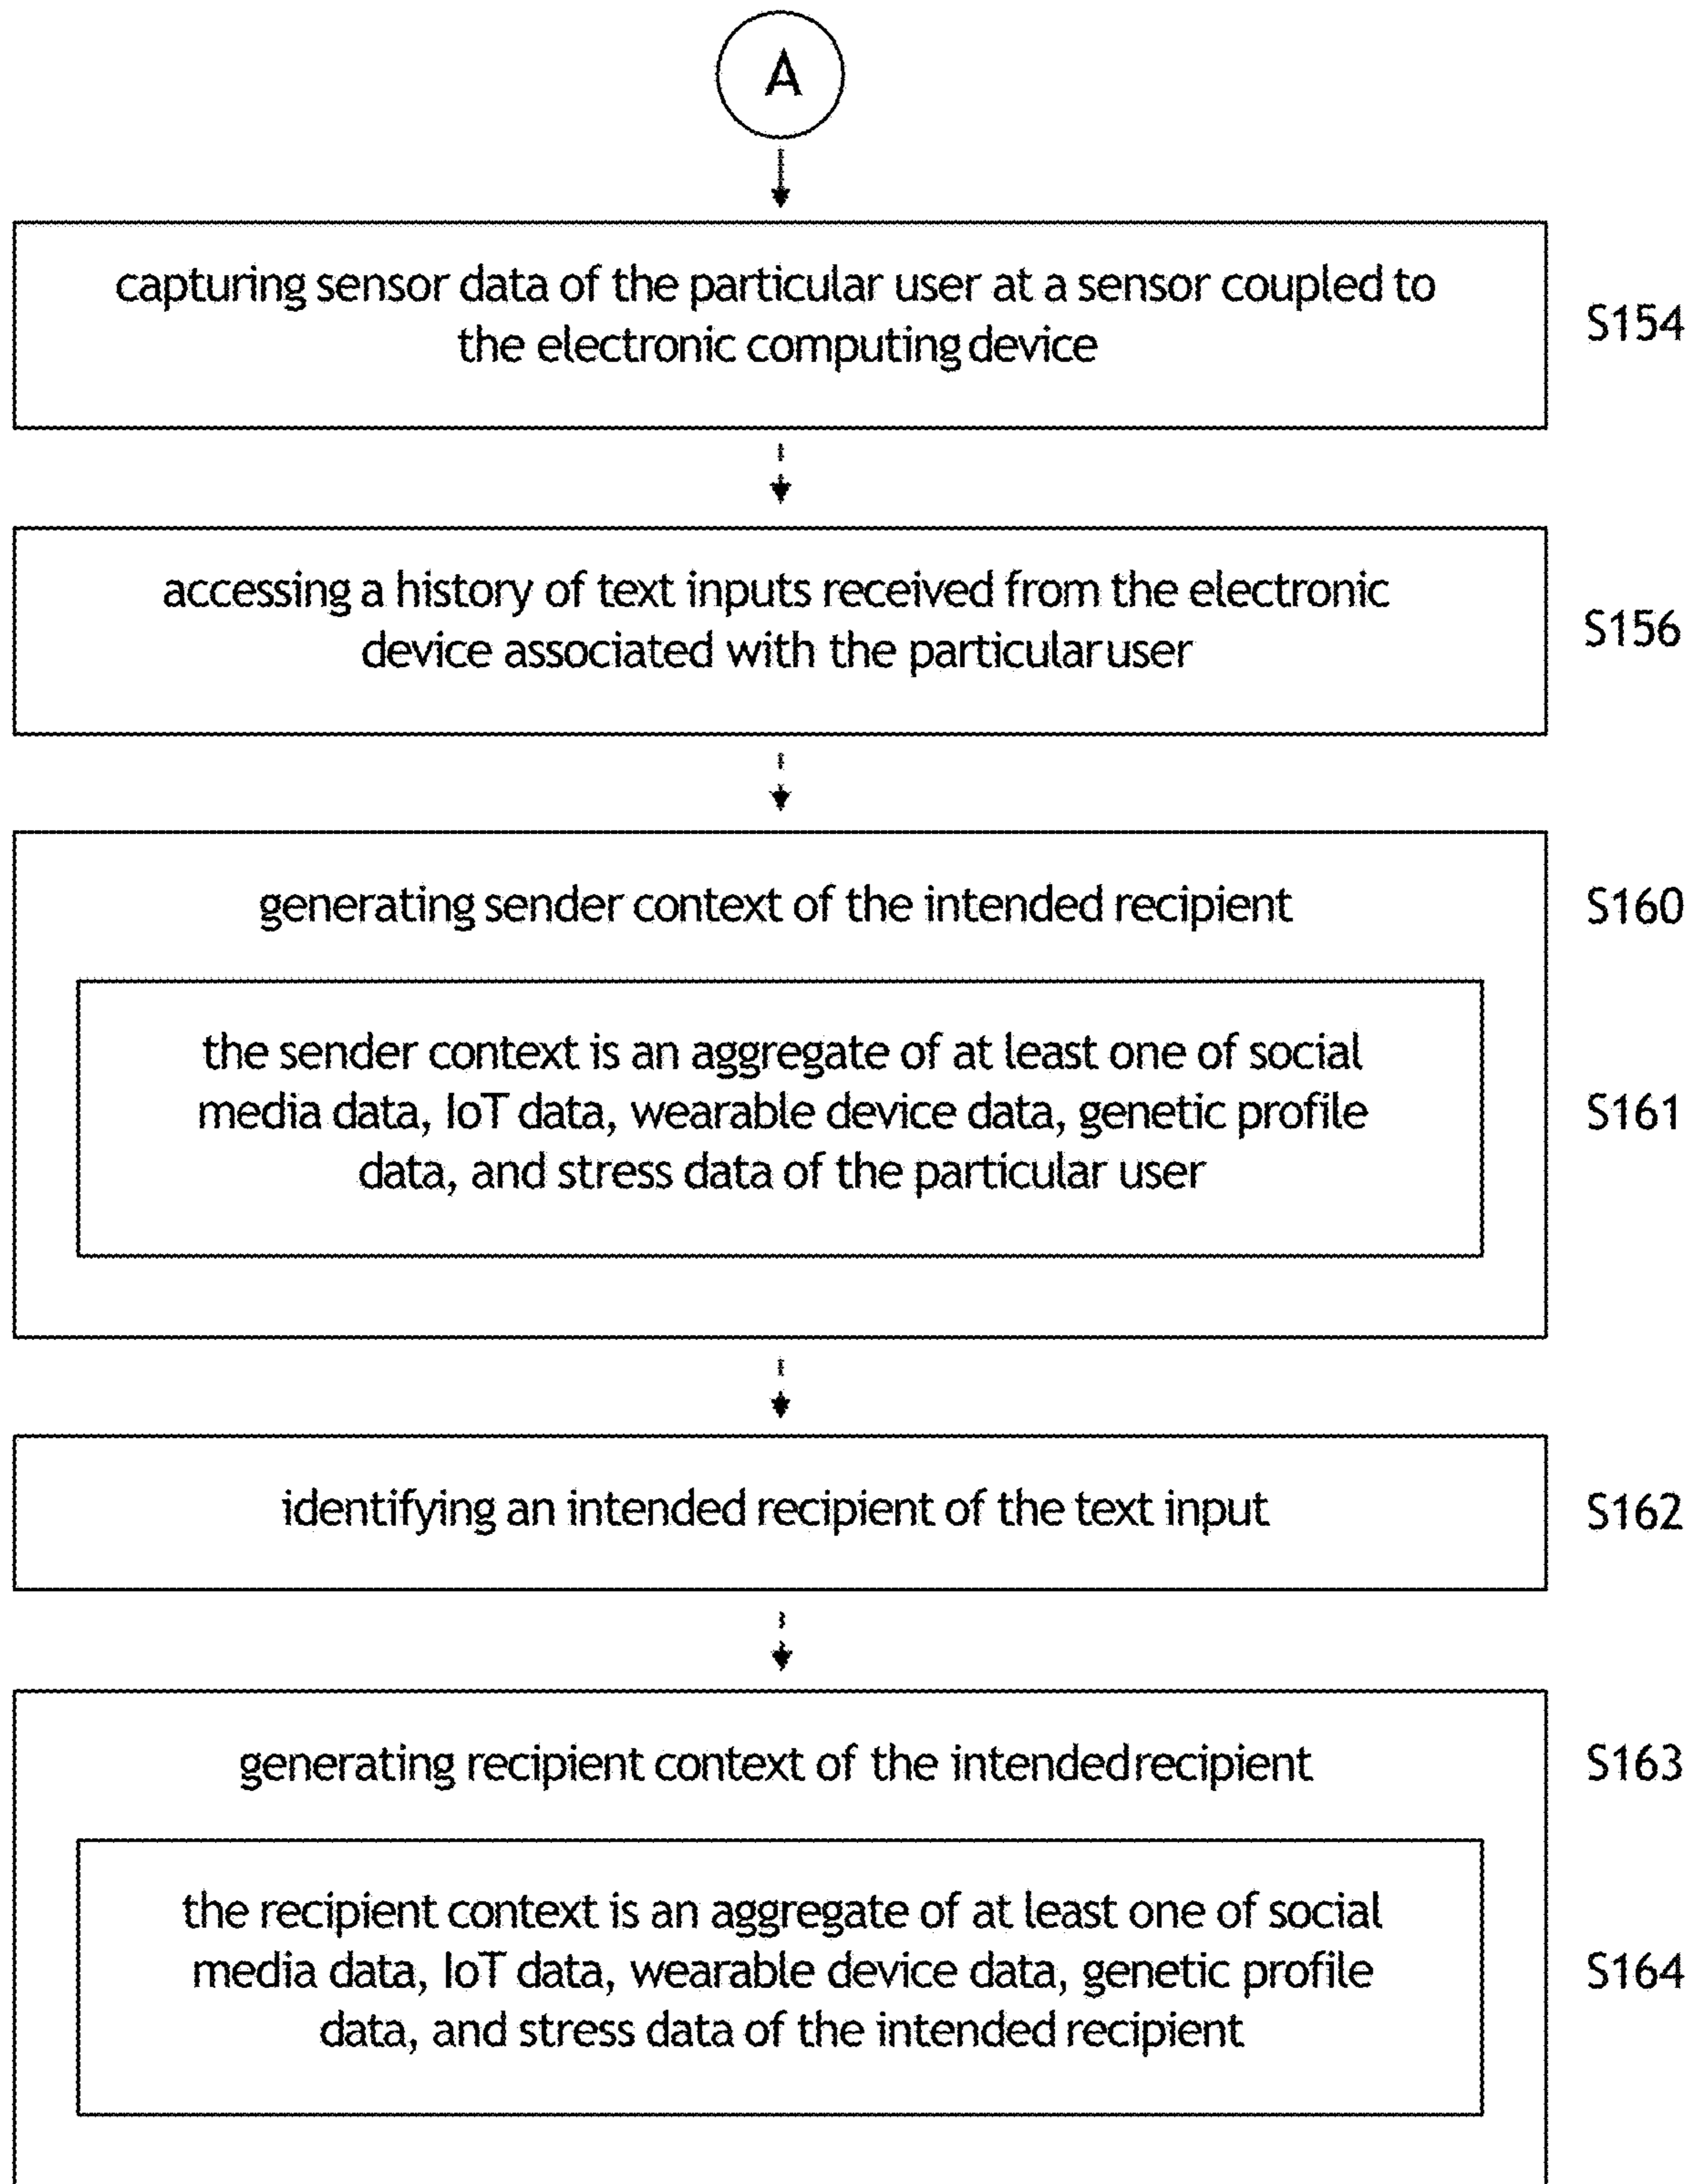 A
capturing sensor data of the particular user at a sensor coupled to
the electronic computing device
S154
accessing a history of text inputs received from the electronic
device associated with the particular user
S156
generating sender context of the intended recipient
S160
the sender context is an aggregate of at least one of social
media data, IoT data, wearable device data, genetic profile
data, and stress data of the particular user
S161
identifying an intended recipient of the text input
S162
generating recipient context of the intended recipient
S163
the recipient context is an aggregate of at least one of social
media data, IoT data, wearable device data, genetic profile
data, and stress data of the intended recipient
S164